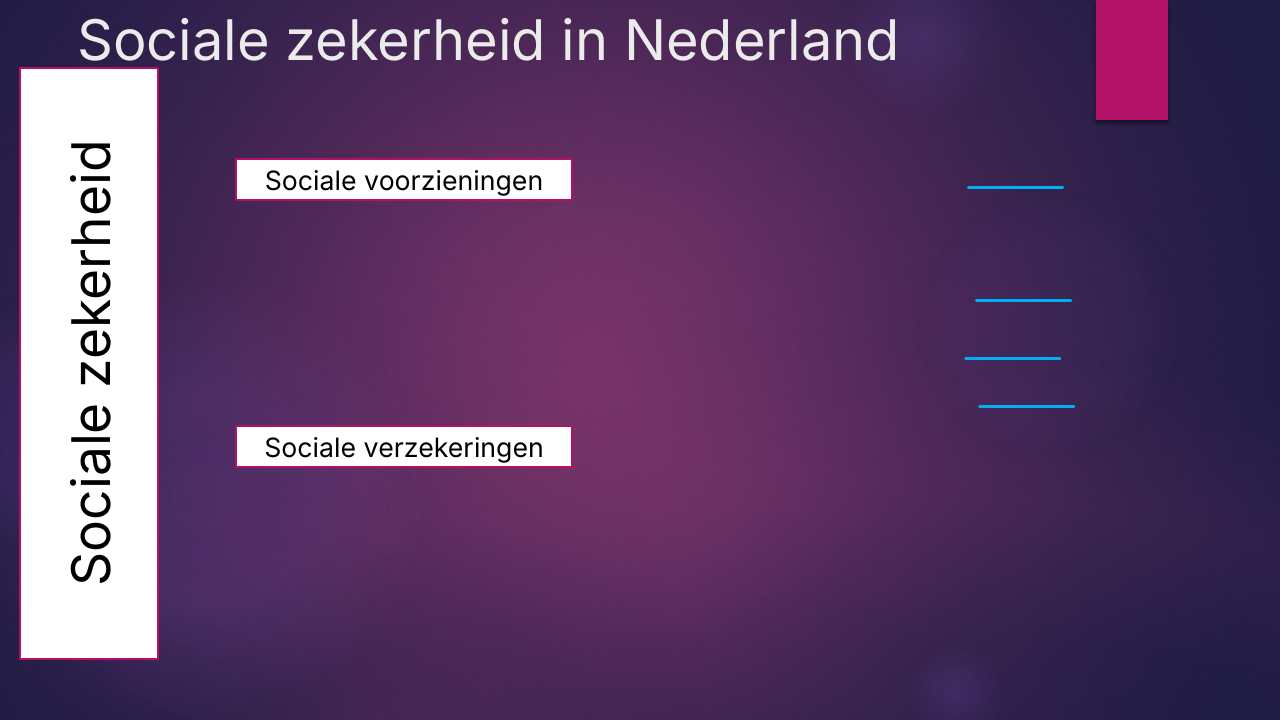 Sociale zekerheid in Nederland
Sociale zekerheid
Sociale voorzieningen
Sociale verzekeringen